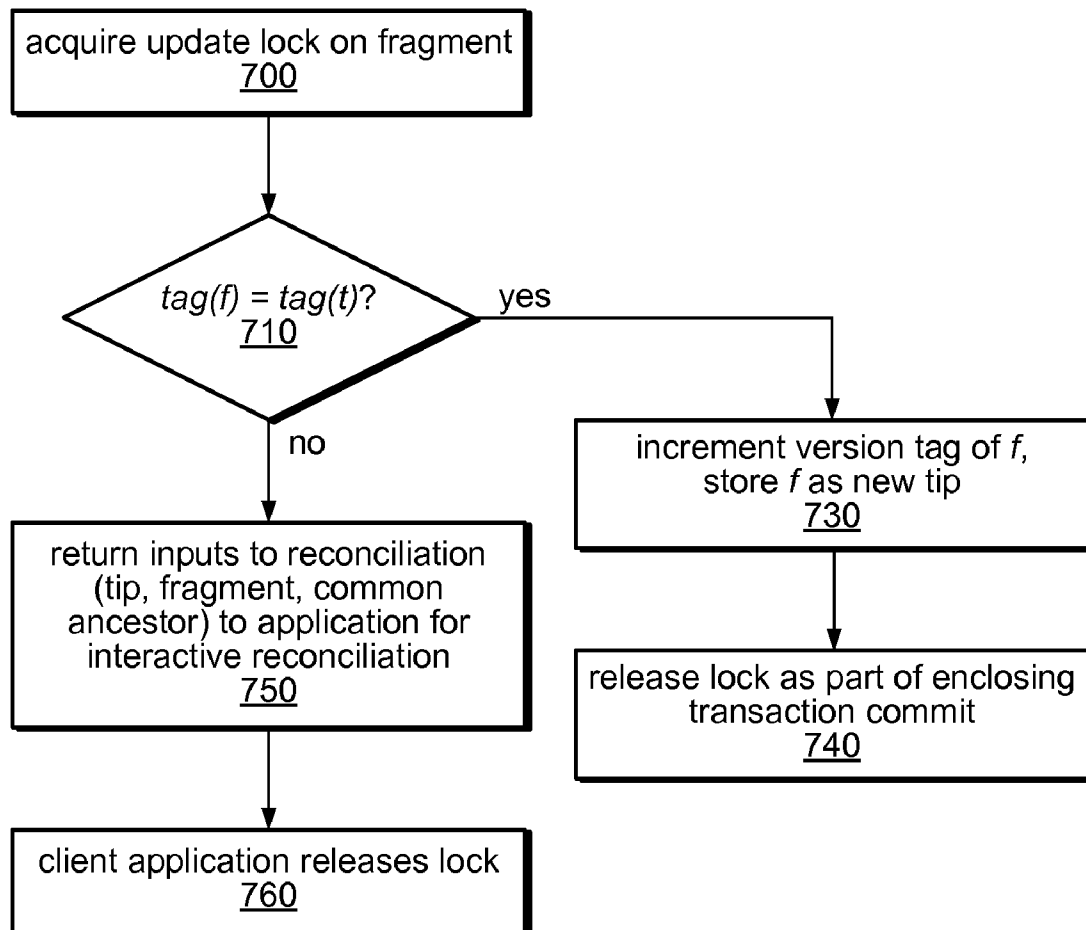 acquire update lock on fragment
700
tag(f) = tag(t)?
710
yes
no
increment version tag of f,
store f as new tip
730
return inputs to reconciliation
(tip, fragment, common
ancestor) to application for
interactive reconciliation
750
release lock as part of enclosing
transaction commit
740
client application releases lock
760